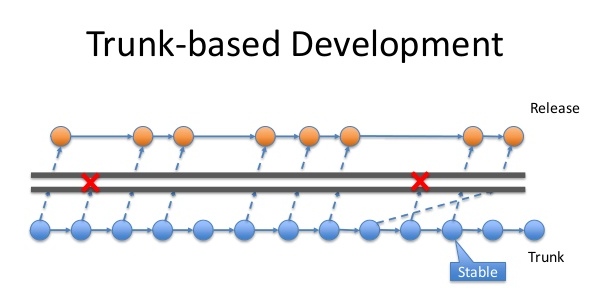 Trunk-based Development
Release
Trunk
Stable